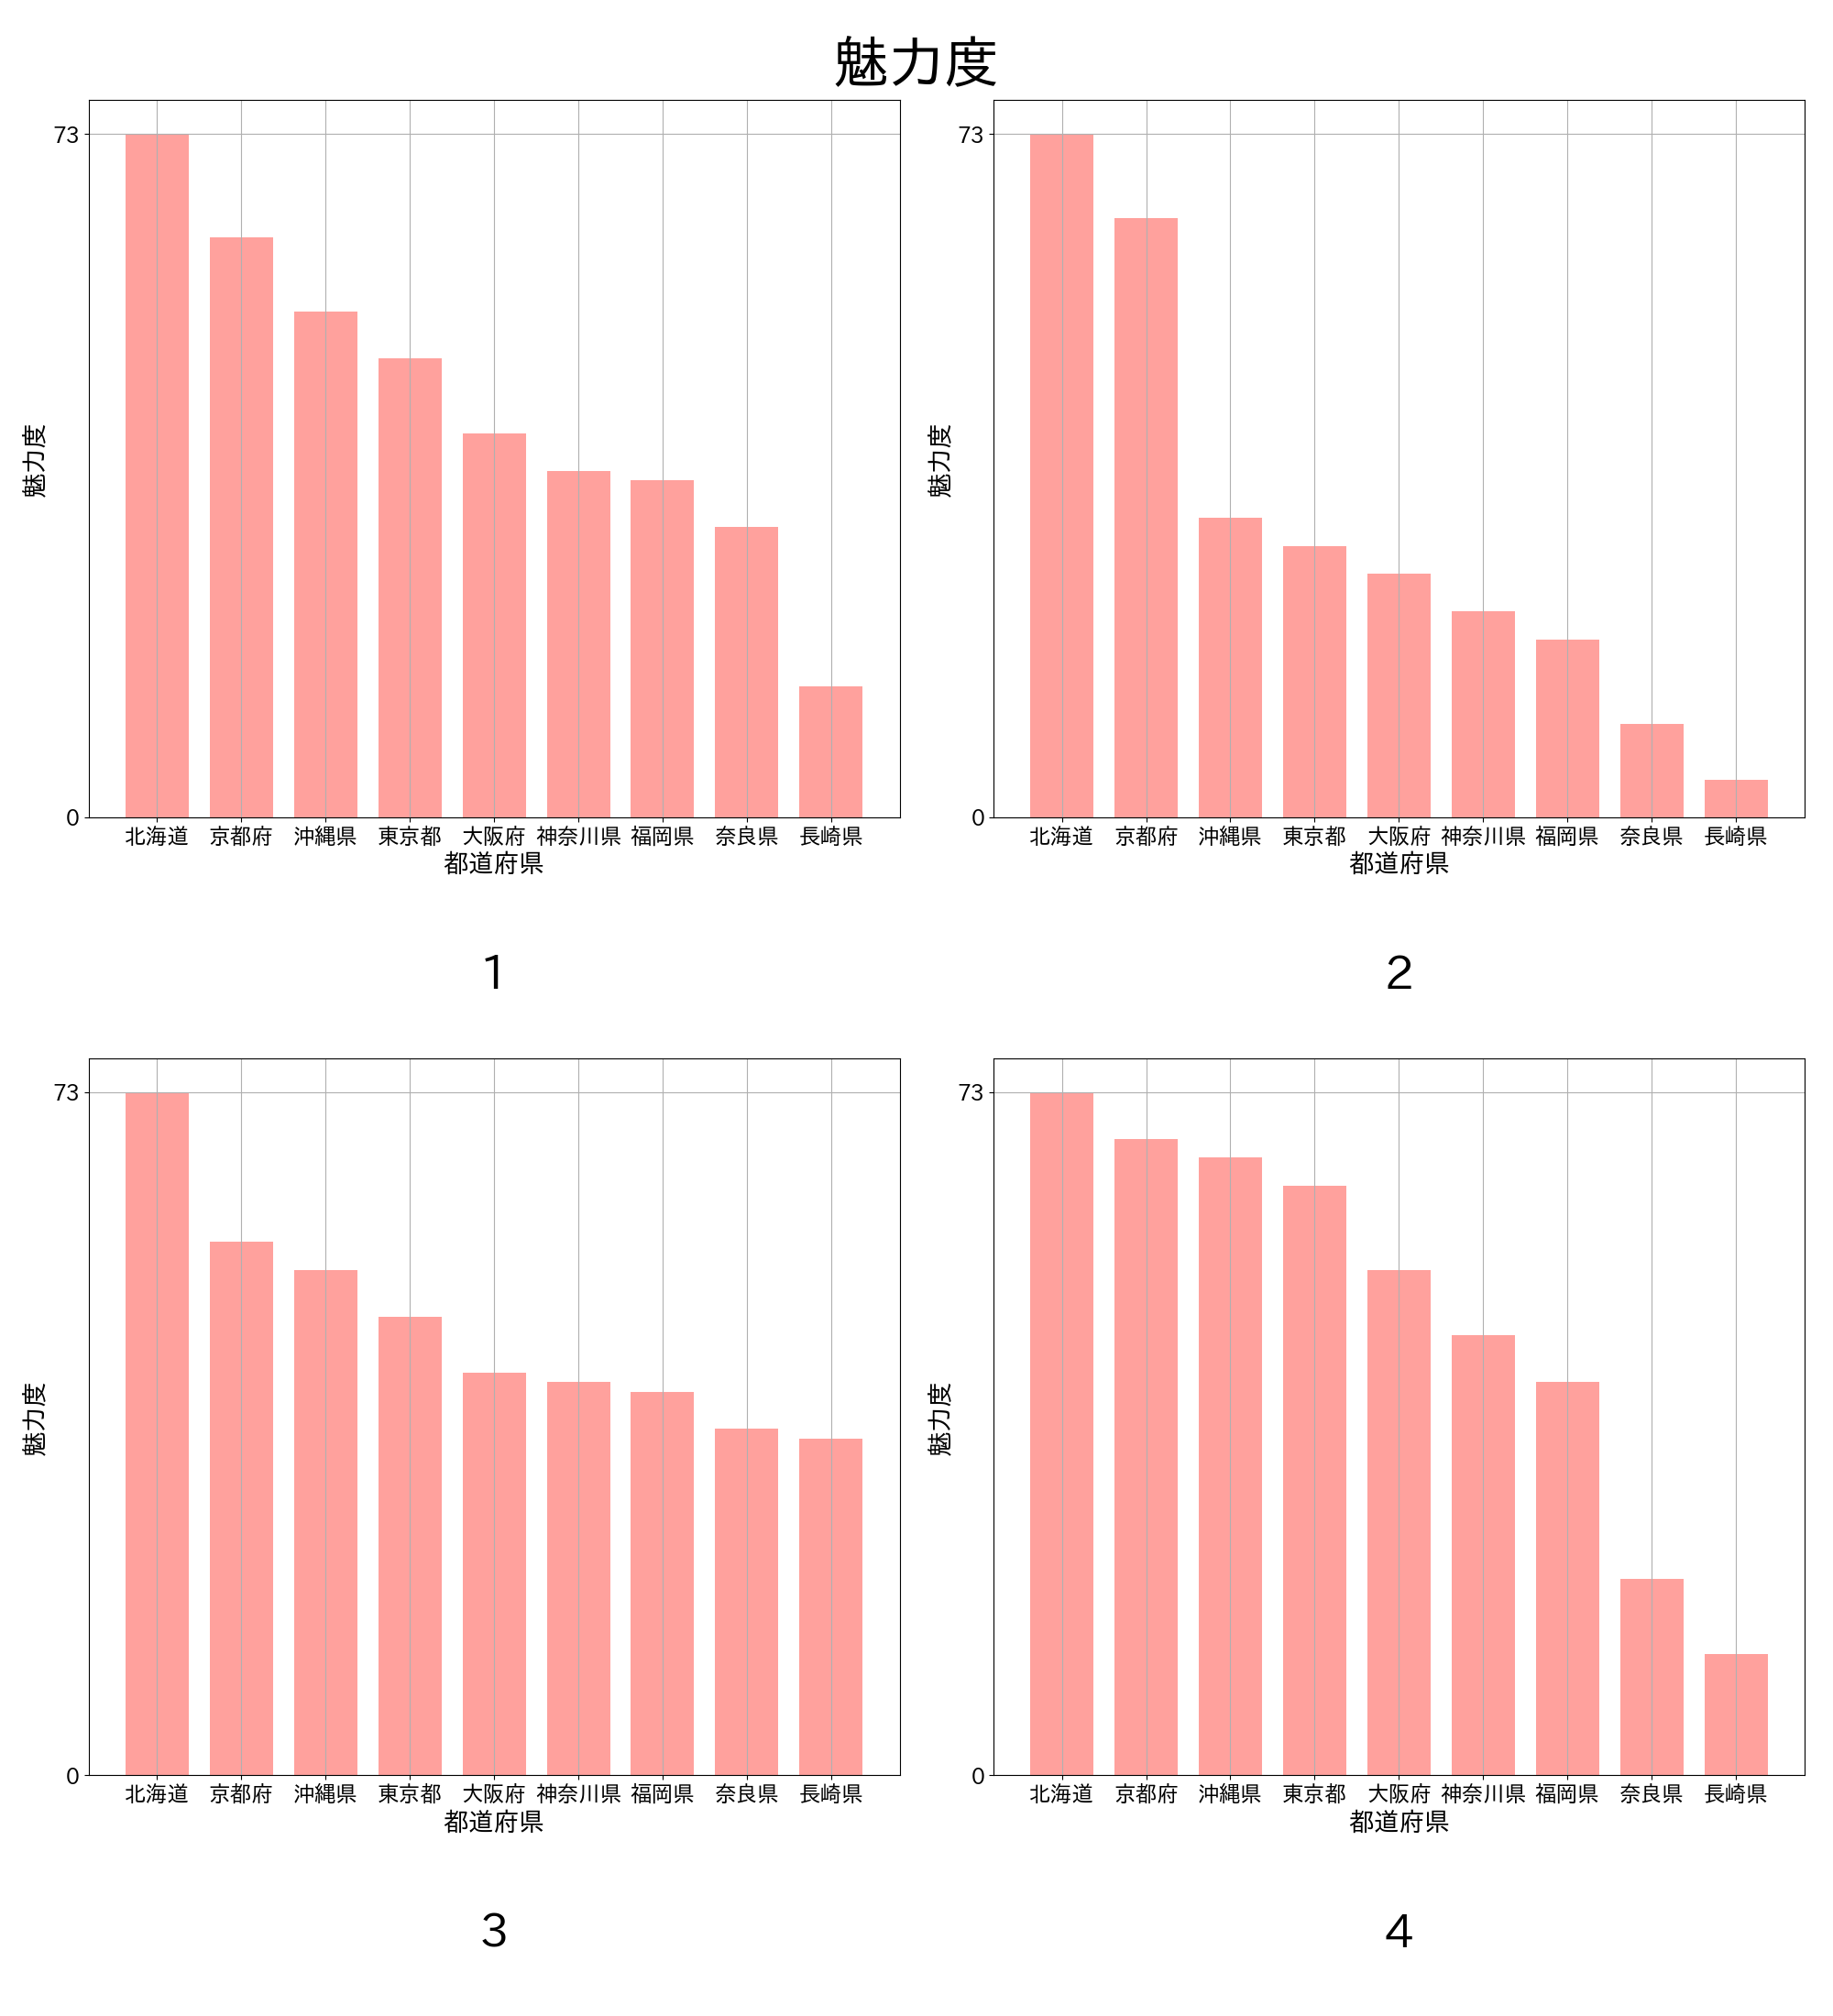 魅力度
73
0
魅力度
北海道 京都府 沖縄県 東京都 大阪府 神奈川県 福岡県 奈良県 長崎県
都道府県
1
73
0
魅力度
北海道 京都府 沖縄県 東京都 大阪府 神奈川県 福岡県 奈良県 長崎県
都道府県
2
73
0
魅力度
北海道 京都府 沖縄県 東京都 大阪府 神奈川県 福岡県 奈良県 長崎県
都道府県
3
73
0
魅力度
北海道 京都府 沖縄県 東京都 大阪府 神奈川県 福岡県 奈良県 長崎県
都道府県
4